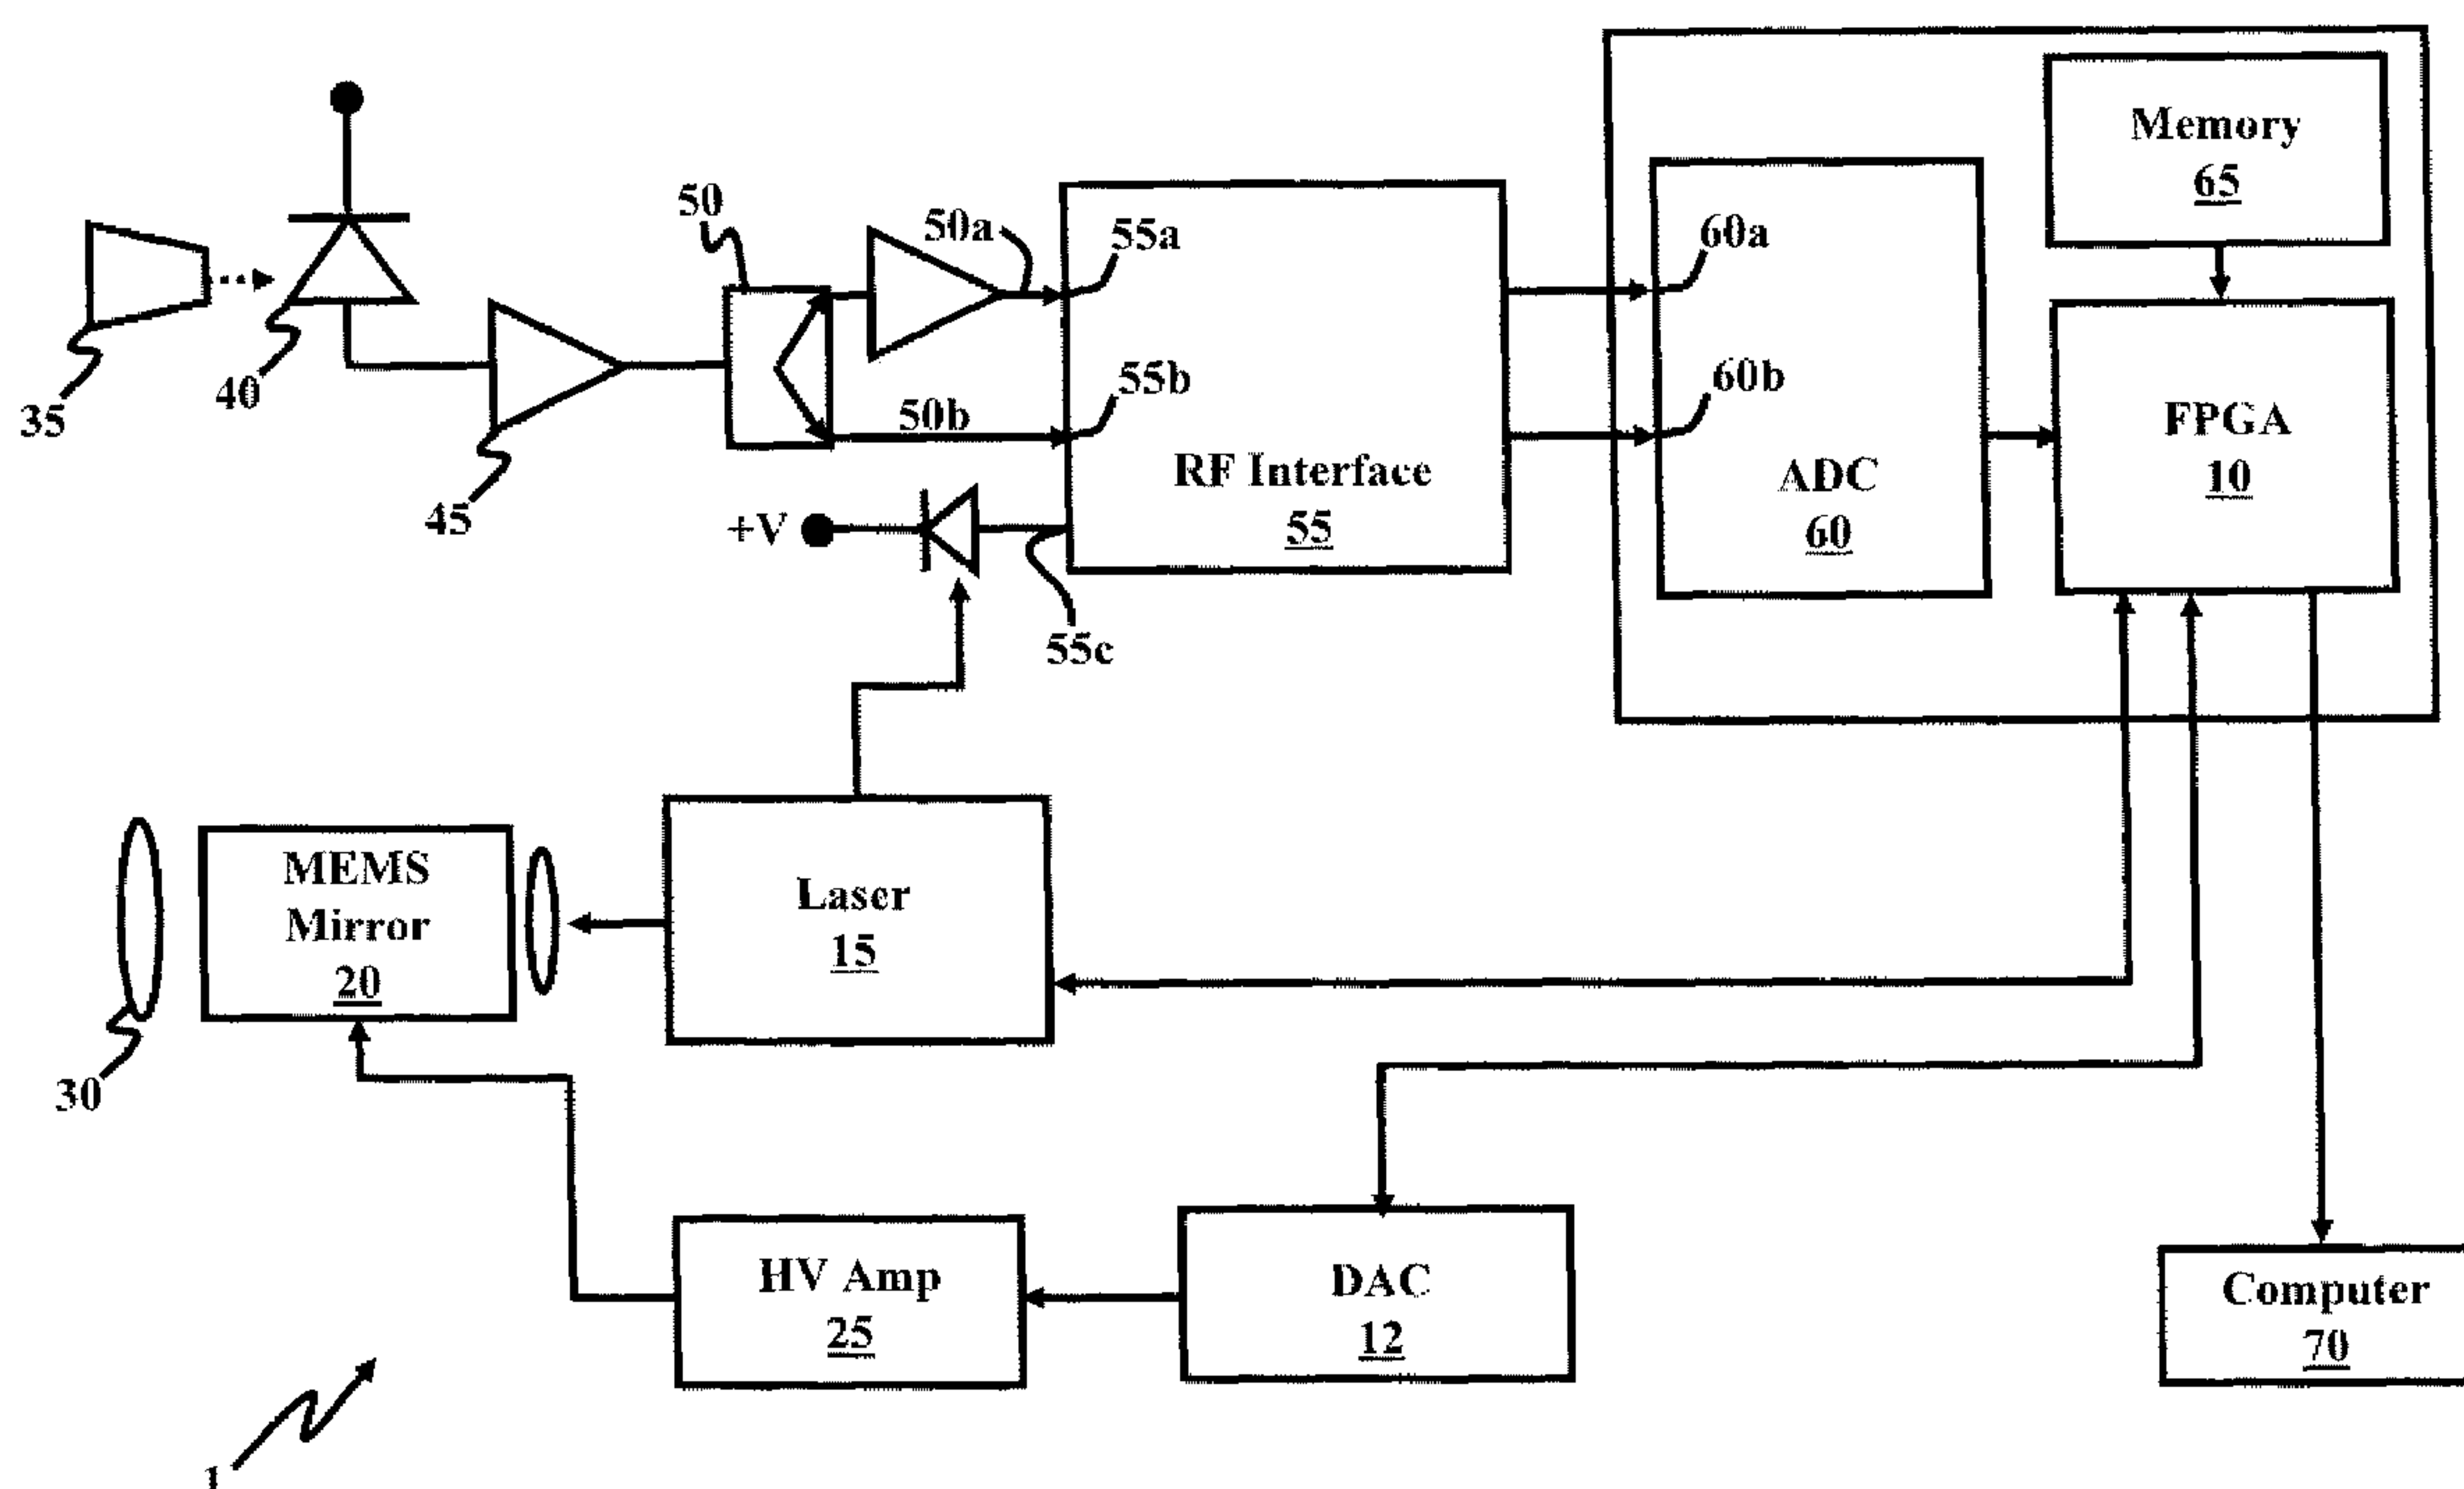 Memory
65
50
50a
55a
60a
35
40
45
50b
55b
60b
RF Interface
55
ADC
60
FPGA
10
+V
55c
MEMS
Mirror
20
Laser
15
30
HV Amp
25
DAC
12
Computer
70
1